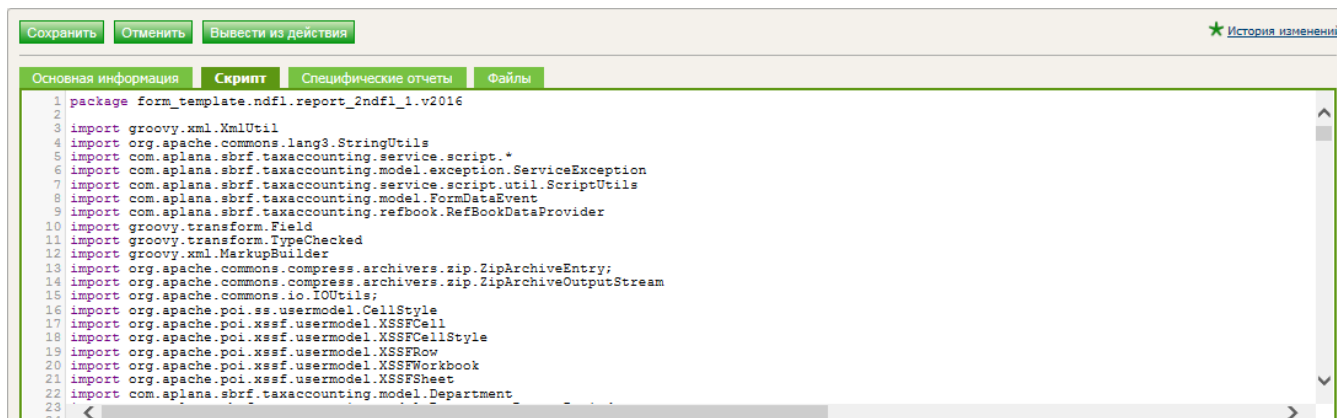 Сохранить Отменить Вывести из действия История изменений
Основная информация Скрипт Специфические отчеты Файлы
1 package form_template.ndfl.report_2ndfl_1.v2016
2
3 import groovy.xml.XmlUtil
4 import org.apache.commons.lang3.StringUtils
5 import com.aplana.sbrf.taxaccounting.service.script.*
6 import com.aplana.sbrf.taxaccounting.model.exception.ServiceException
7 import com.aplana.sbrf.taxaccounting.service.script.util.ScriptUtils
8 import com.aplana.sbrf.taxaccounting.model.FormDataEvent
9 import com.aplana.sbrf.taxaccounting.refbook.RefBookDataProvider
10 import groovy.transform.Field
11 import groovy.transform.TypeChecked
12 import groovy.xml.MarkupBuilder
13 import org.apache.commons.compress.archivers.zip.ZipArchiveEntry;
14 import org.apache.commons.compress.archivers.zip.ZipArchiveOutputStream
15 import org.apache.commons.io.IOUtils;
16 import org.apache.poi.ss.usermodel.CellStyle
17 import org.apache.poi.xssf.usermodel.XSSFCell
18 import org.apache.poi.xssf.usermodel.XSSFCellStyle
19 import org.apache.poi.xssf.usermodel.XSSFRow
20 import org.apache.poi.xssf.usermodel.XSSFWorkbook
21 import org.apache.poi.xssf.usermodel.XSSFSheet
22 import com.aplana.sbrf.taxaccounting.model.Department
23